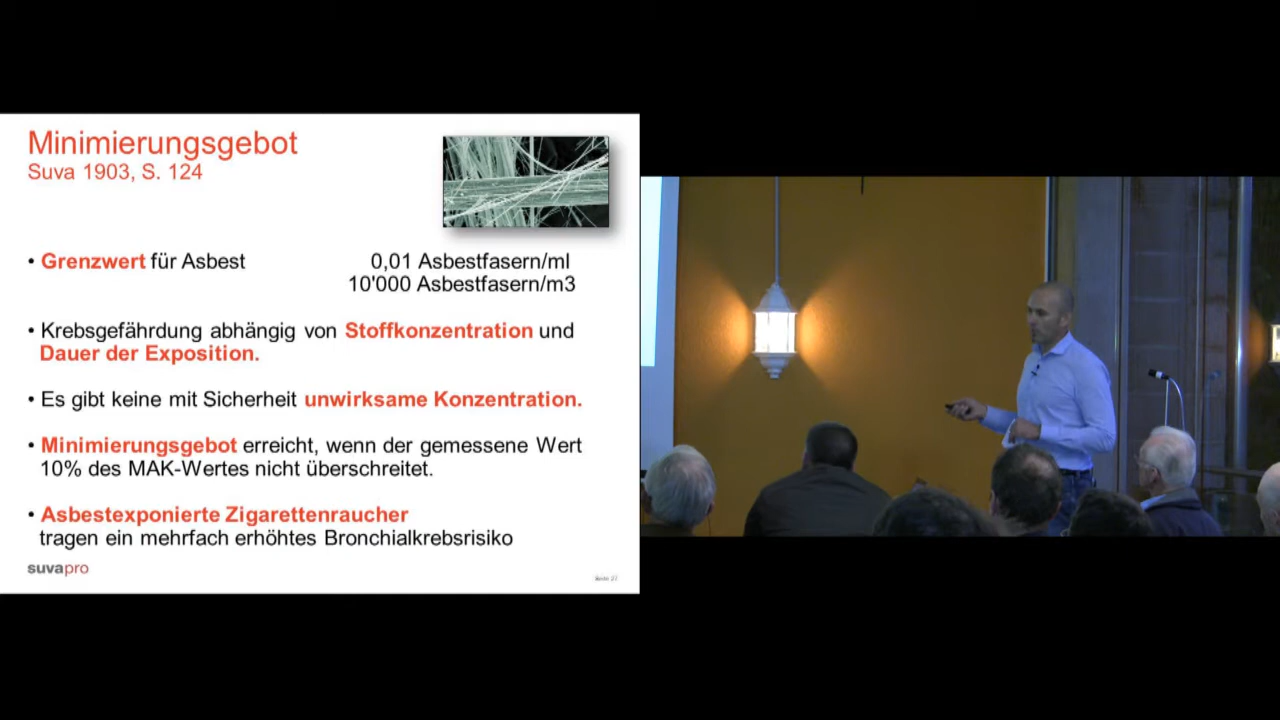 Minimierungsgebot
Suva 1903, S. 124
• Grenzwert für Asbest 0,01 Asbestfasern/ml
10'000 Asbestfasern/m3
• Krebsgefährdung abhängig von Stoffkonzentration und
Dauer der Exposition.
• Es gibt keine mit Sicherheit unwirksame Konzentration.
• Minimierungsgebot erreicht, wenn der gemessene Wert
10% des MAK-Wertes nicht überschreitet.
• Asbestexponierte Zigarettenraucher
tragen ein mehrfach erhöhtes Bronchialkrebsrisiko
suvapro
Seite 27